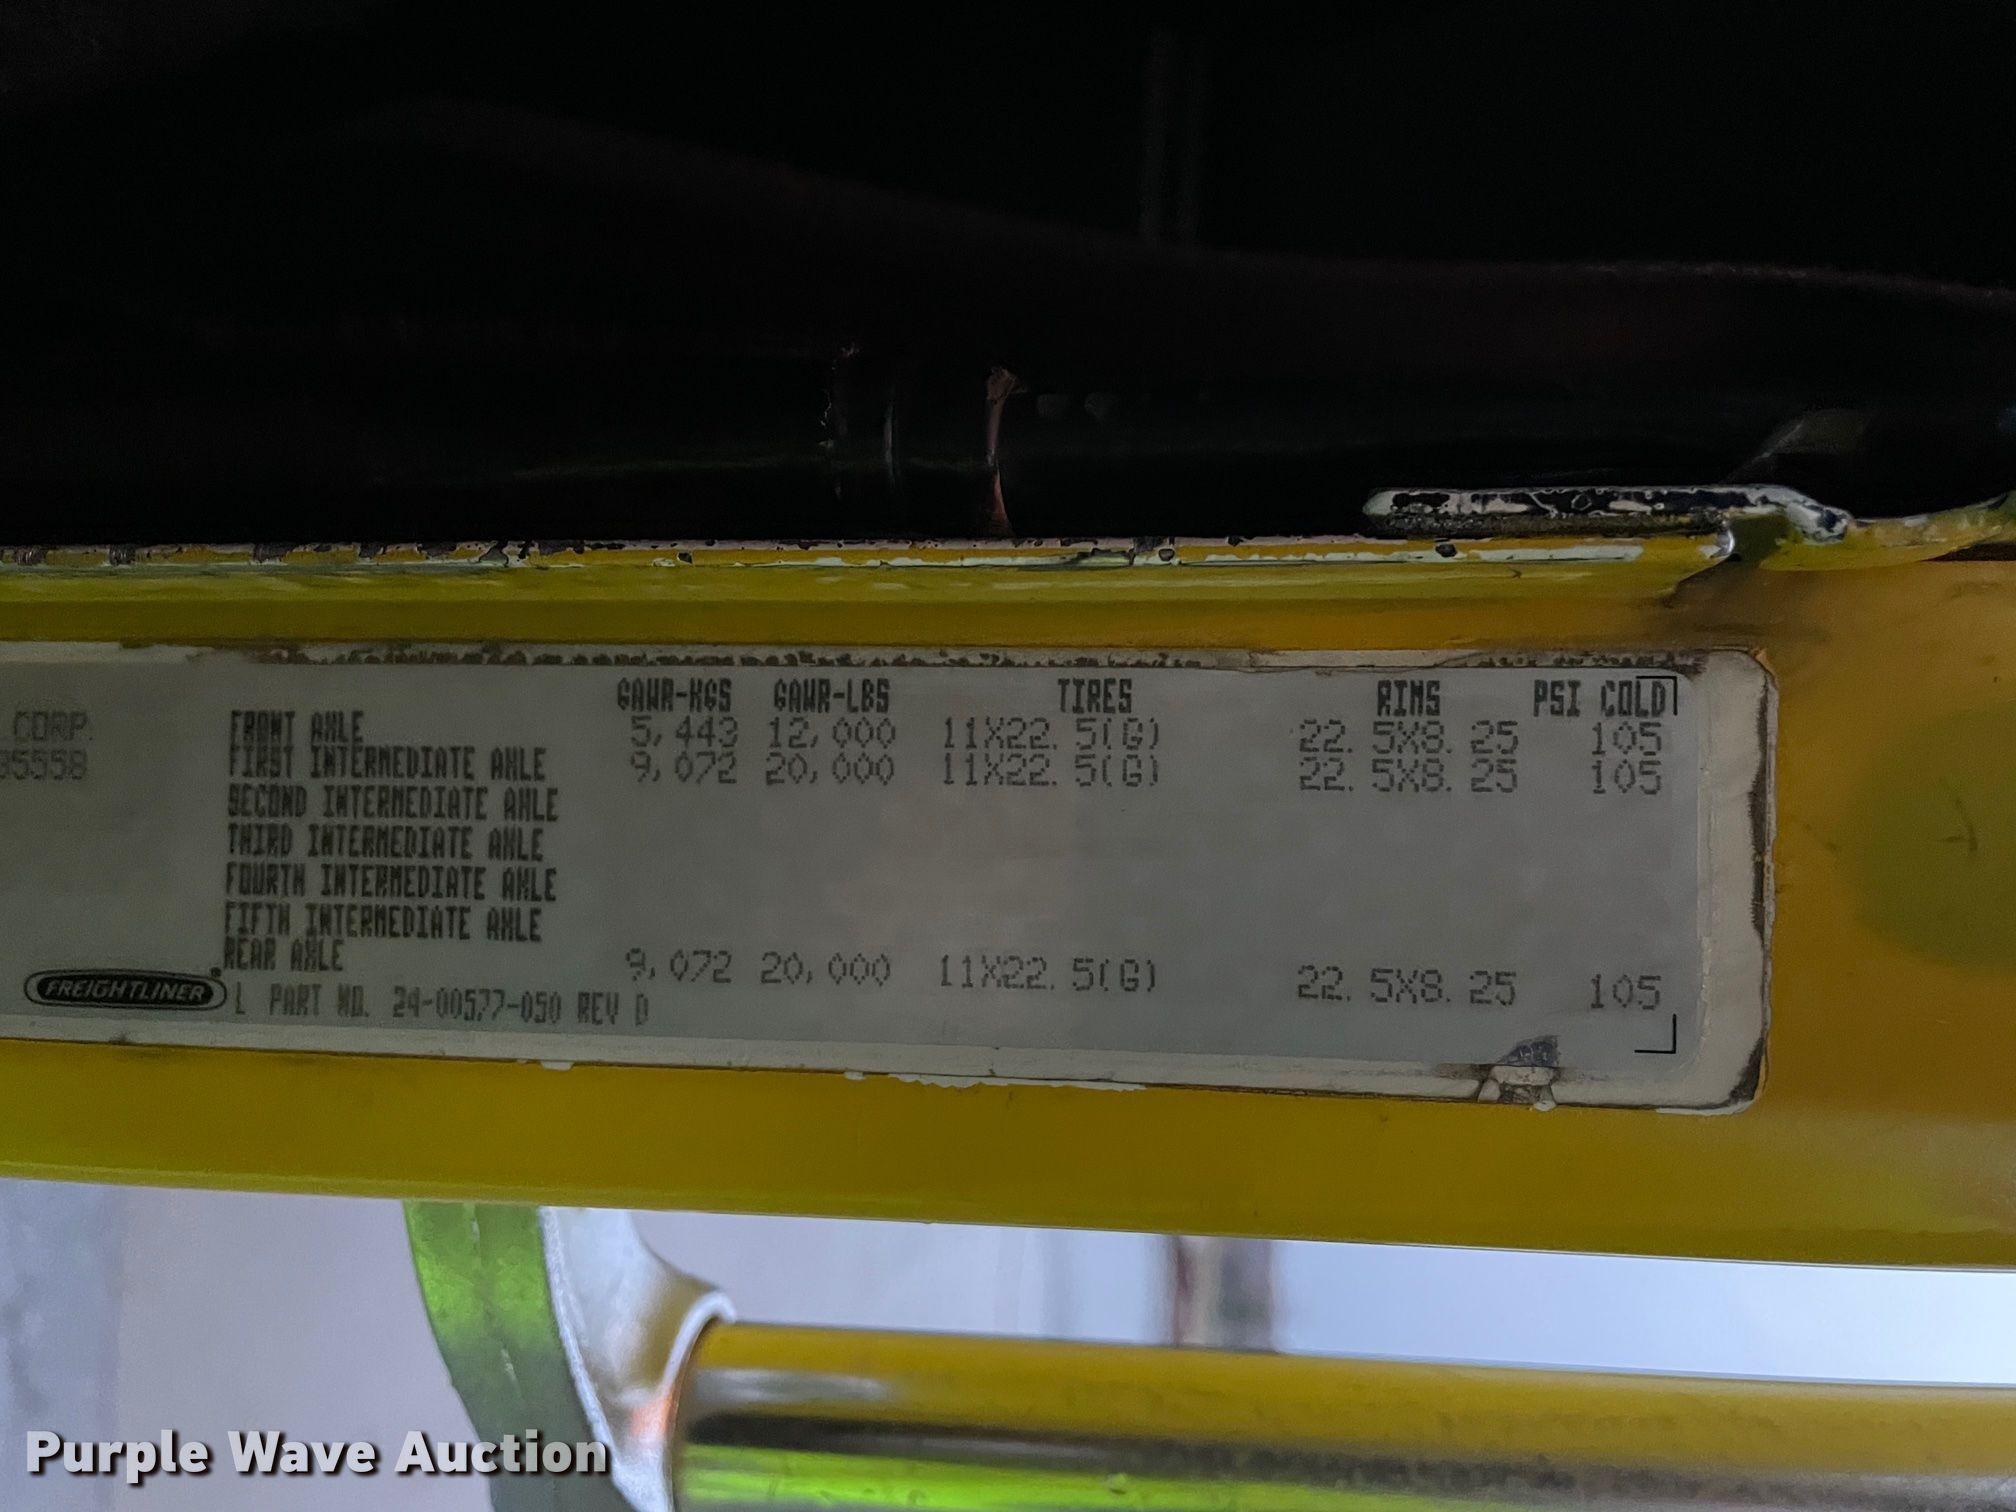 GAWR-KGS GAWR-LBS TIRES RIMS PSI COLD
CORP. FRONT AXLE 5,443 12,000 11X22.5(G) 22.5X8.25 105
35558 FIRST INTERMEDIATE AXLE 9,072 20,000 11X22.5(G) 22.5X8.25 105
SECOND INTERMEDIATE AXLE
THIRD INTERMEDIATE AXLE
FOURTH INTERMEDIATE AXLE
FIFTH INTERMEDIATE AXLE
REAR AXLE 9,072 20,000 11X22.5(G) 22.5X8.25 105
FREIGHTLINER® L PART NO. 24-00577-050 REV D
Purple Wave Auction